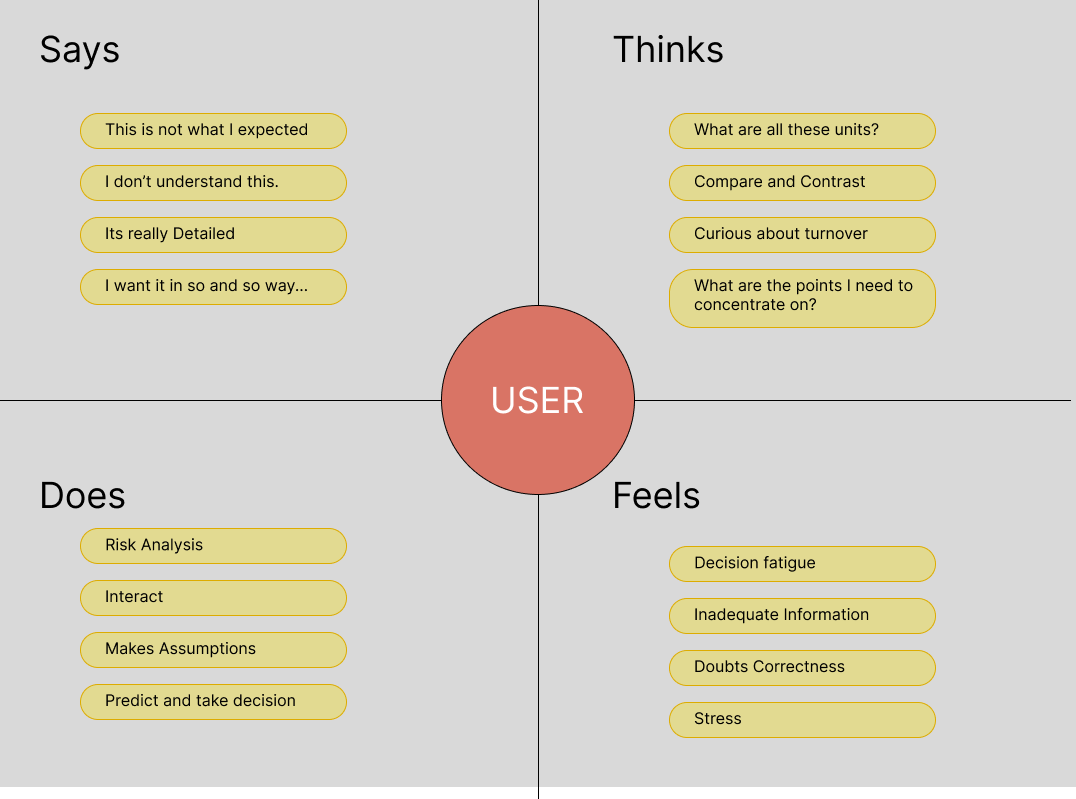 Says
This is not what I expected
I don’t understand this.
Its really Detailed
I want it in so and so way...
Thinks
What are all these units?
Compare and Contrast
Curious about turnover
What are the points I need to
concentrate on?
USER
Does
Risk Analysis
Interact
Makes Assumptions
Predict and take decision
Feels
Decision fatigue
Inadequate Information
Doubts Correctness
Stress